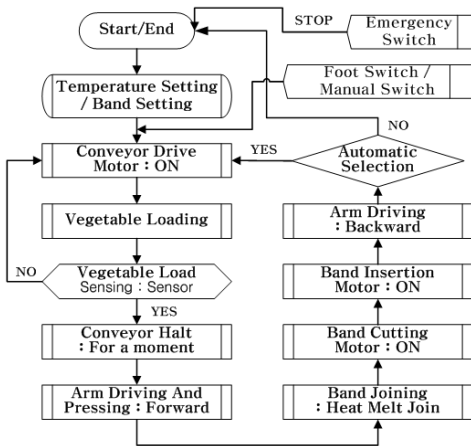 Start/End
STOP
Emergency
Switch
Temperature Setting
/ Band Setting
Foot Switch /
Manual Switch
NO
Conveyor Drive
Motor : ON
YES
Automatic
Selection
Vegetable Loading
Arm Driving
: Backward
NO
Vegetable Load
Sensing : Sensor
Band Insertion
Motor : ON
YES
Conveyor Halt
: For a moment
Band Cutting
Motor : ON
Arm Driving And
Pressing : Forward
Band Joining
: Heat Melt Join